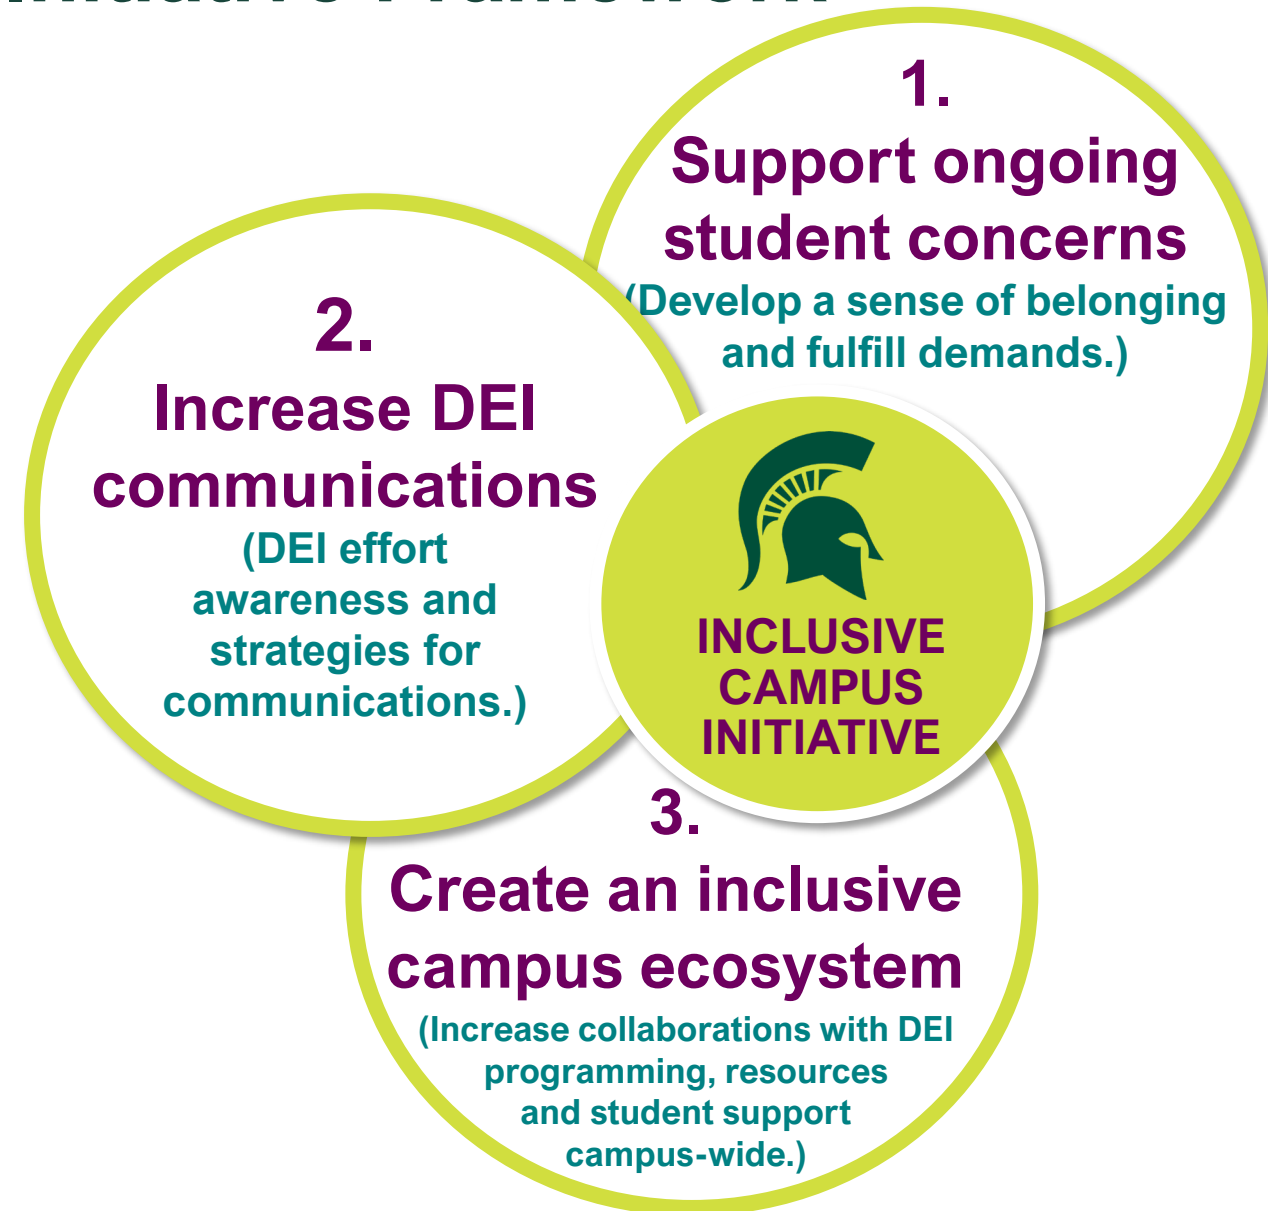 Initiative Framework
1.
Support ongoing
student concerns
(Develop a sense of belonging
and fulfill demands.)
2.
Increase DEI
communications
(DEI effort
awareness and
strategies for
communications.)
INCLUSIVE
CAMPUS
INITIATIVE
3.
Create an inclusive
campus ecosystem
(Increase collaborations with DEI
programming, resources
and student support
campus-wide.)